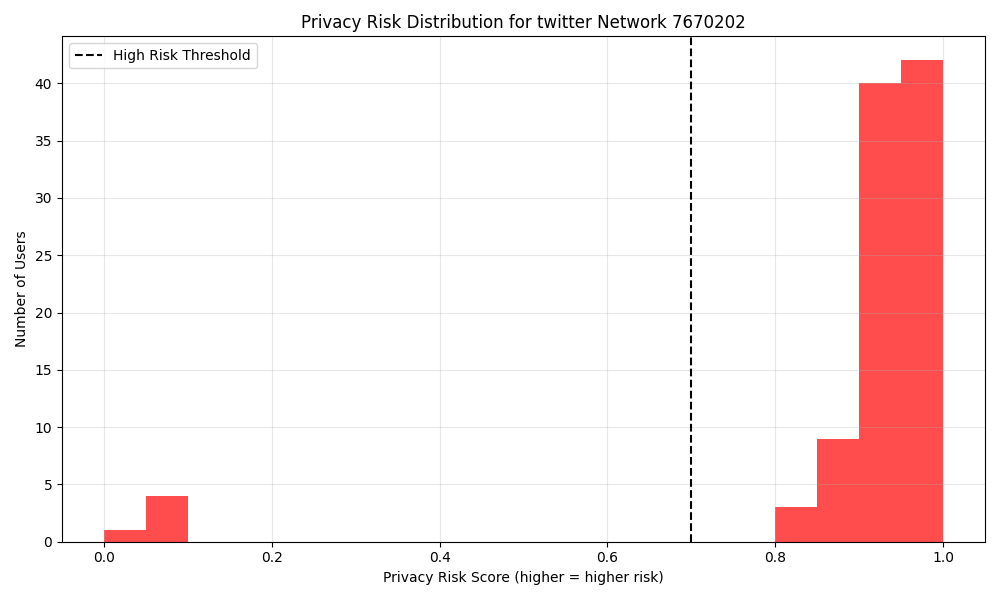 Privacy Risk Distribution for twitter Network 7670202
High Risk Threshold
Number of Users
40
35
30
25
20
15
10
5
0
0.0 0.2 0.4 0.6 0.8 1.0
Privacy Risk Score (higher = higher risk)